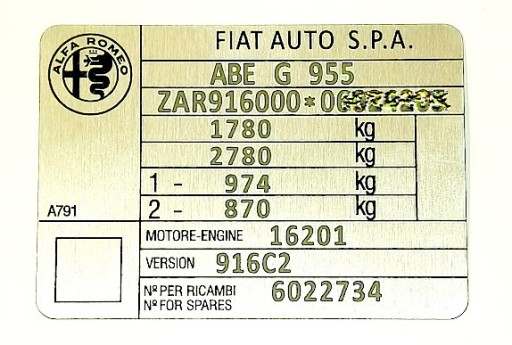 ALFA ROMEO
FIAT AUTO S.P.A.
ABE G 955
ZAR916000*06
1780 kg
2780 kg
1 - 974 kg
2 - 870 kg
A791
MOTORE-ENGINE 16201
VERSION 916C2
Nº PER RICAMBI
Nº FOR SPARES 6022734